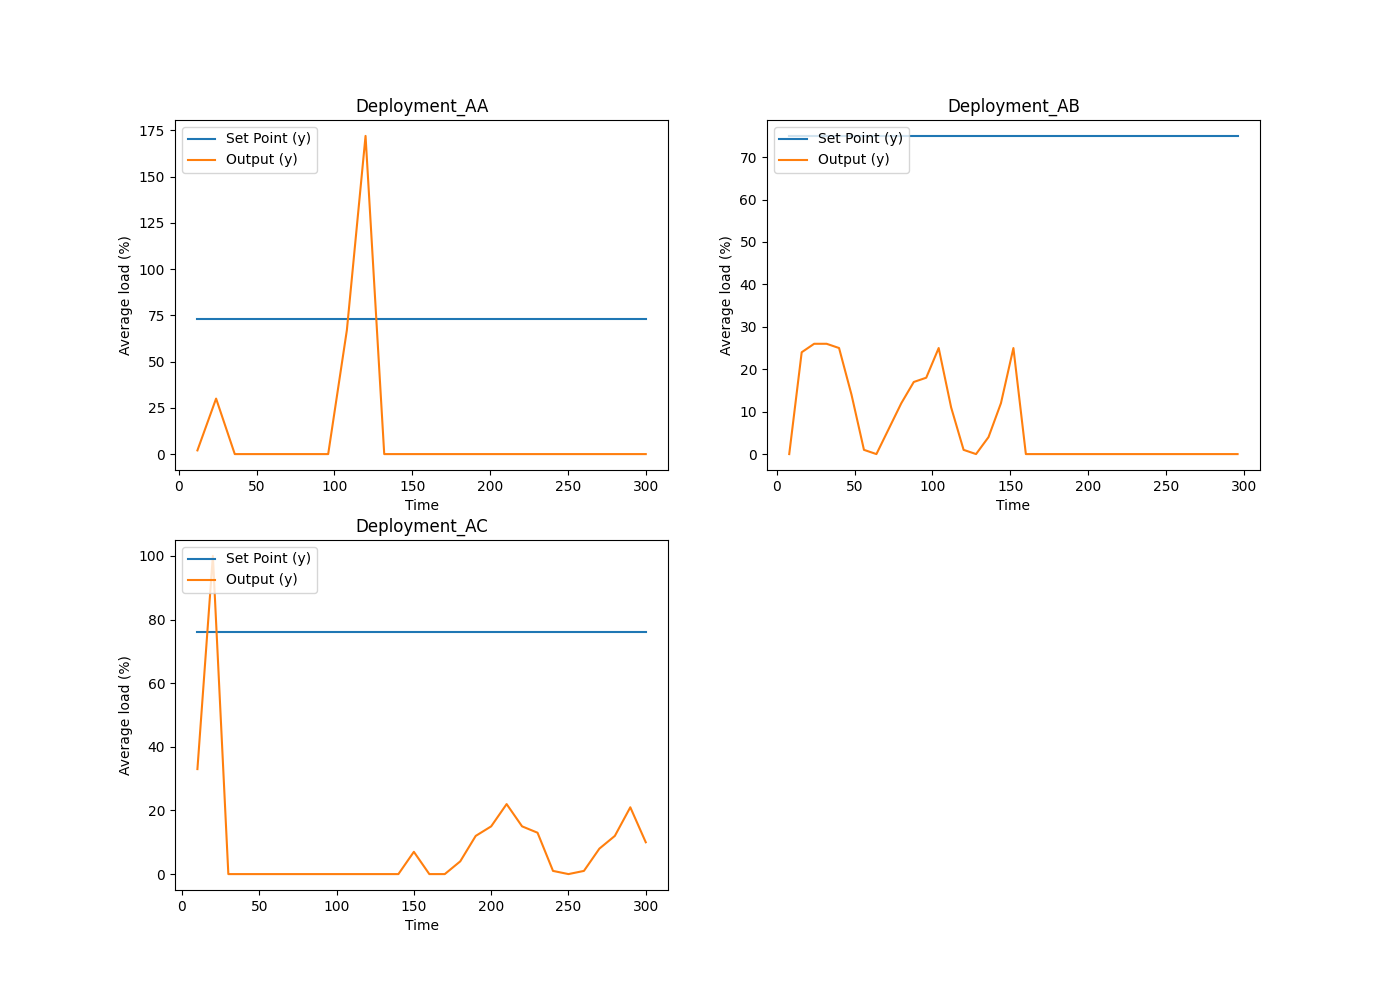 Deployment_AA
Set Point (y)
Output (y)
Average load (%)
175
150
125
100
75
50
25
0
0 50 100 150 200 250 300
Time
Deployment_AB
Set Point (y)
Output (y)
Average load (%)
70
60
50
40
30
20
10
0
0 50 100 150 200 250 300
Time
Deployment_AC
Set Point (y)
Output (y)
Average load (%)
100
80
60
40
20
0
0 50 100 150 200 250 300
Time